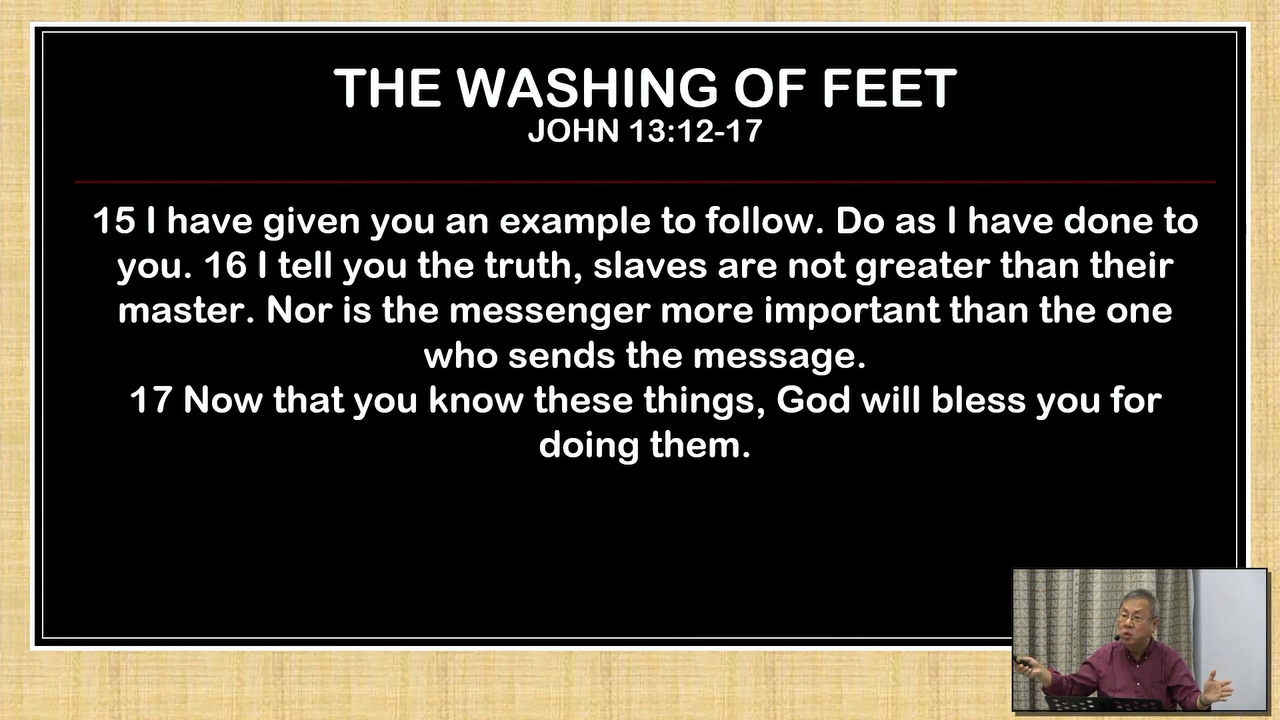 THE WASHING OF FEET
JOHN 13:12-17
15 I have given you an example to follow. Do as I have done to
you. 16 I tell you the truth, slaves are not greater than their
master. Nor is the messenger more important than the one
who sends the message.
17 Now that you know these things, God will bless you for
doing them.